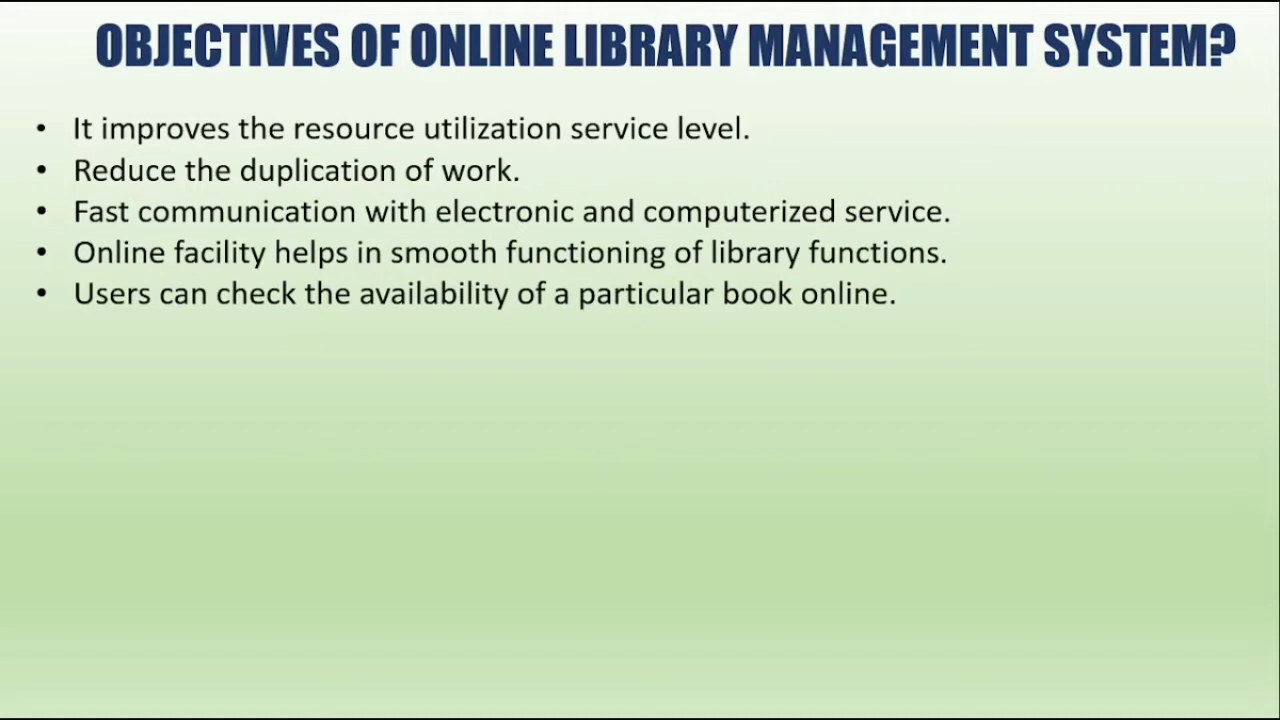 OBJECTIVES OF ONLINE LIBRARY MANAGEMENT SYSTEM?
• It improves the resource utilization service level.
• Reduce the duplication of work.
• Fast communication with electronic and computerized service.
• Online facility helps in smooth functioning of library functions.
• Users can check the availability of a particular book online.